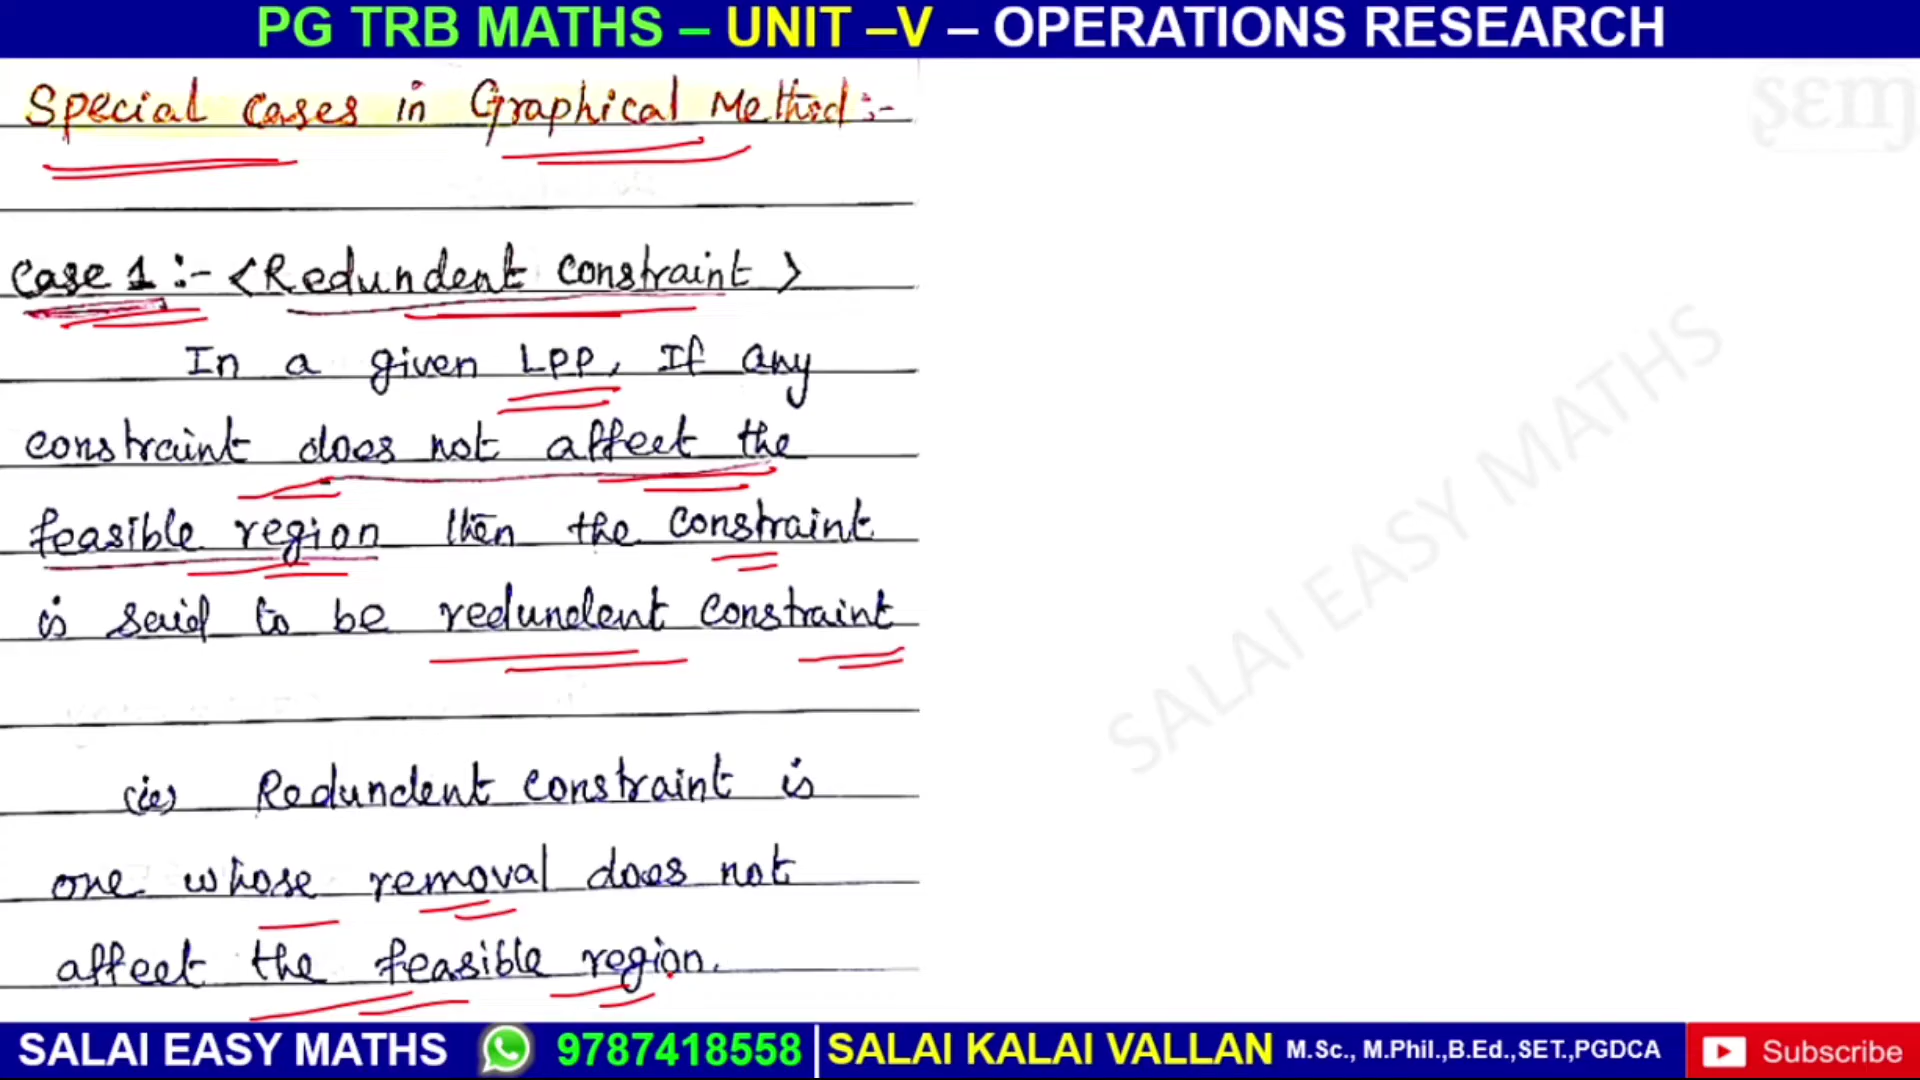 PG TRB MATHS – UNIT –V – OPERATIONS RESEARCH
Special Cases in Graphical Method:-
sem
Case 1:- <Redundent constraint>
In a given LPP, If any
constraint does not affect the
feasible region then the constraint
is said to be redundent constraint
(ie) Redundent constraint is
one whose removal does not
affect the feasible region.
SALAI EASY MATHS
SALAI EASY MATHS 9787418558 SALAI KALAI VALLAN M.Sc., M.Phil.,B.Ed.,SET.,PGDCA Subscribe